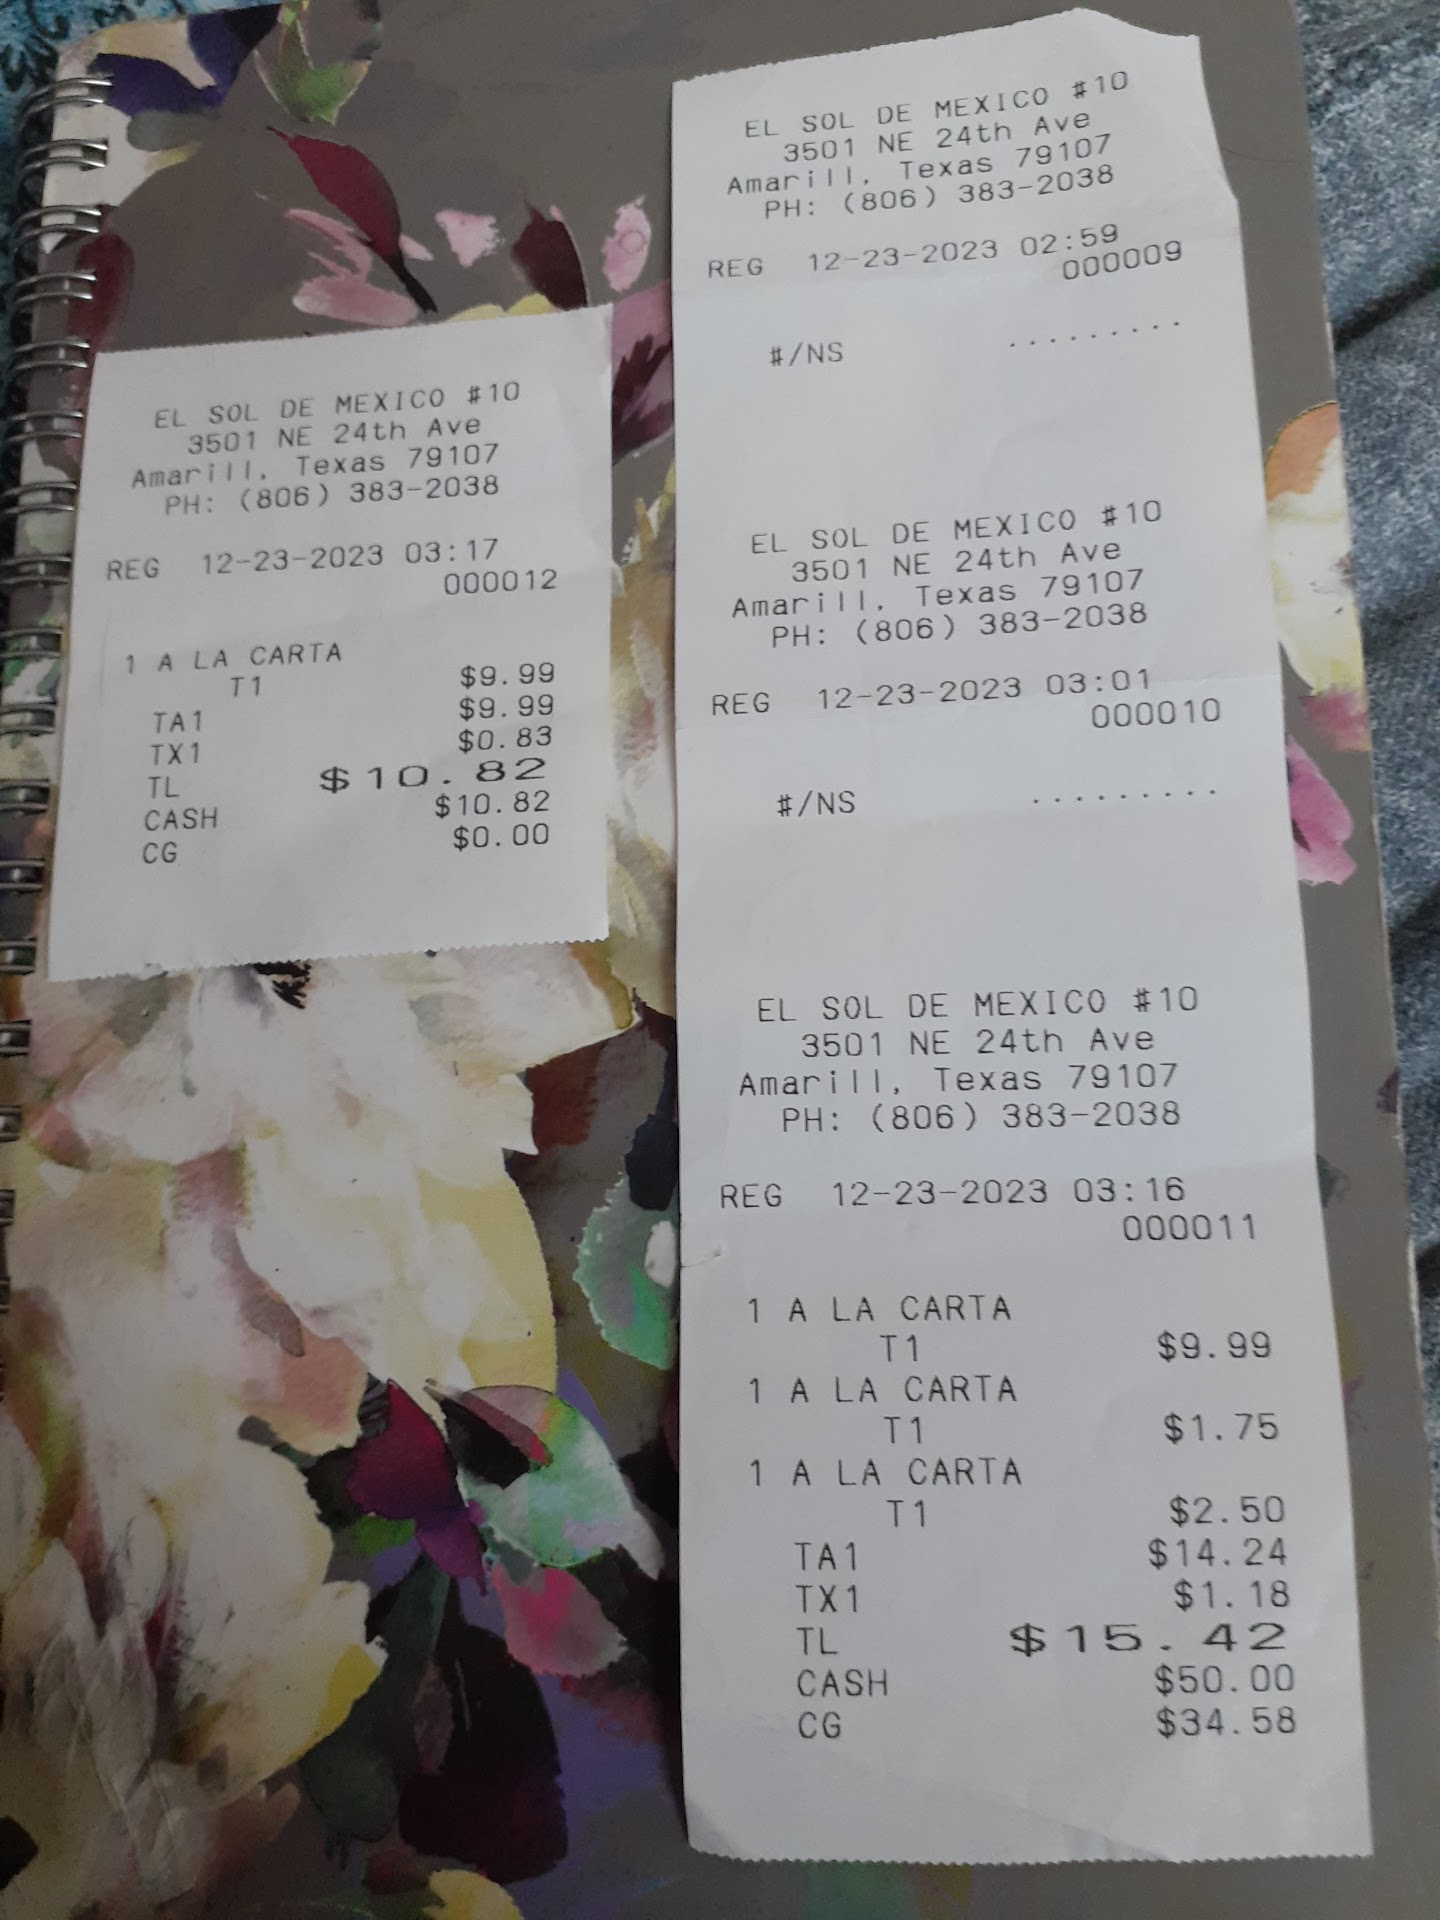 EL SOL DE MEXICO #10
3501 NE 24th Ave
Amarill, Texas 79107
PH: (806) 383-2038
REG 12-23-2023 03:17
000012
1 A LA CARTA
T1 $9.99
TA1 $9.99
TX1 $0.83
TL $10.82
CASH $10.82
CG $0.00
EL SOL DE MEXICO #10
3501 NE 24th Ave
Amarill, Texas 79107
PH: (806) 383-2038
REG 12-23-2023 02:59
000009
#/NS .........
EL SOL DE MEXICO #10
3501 NE 24th Ave
Amarill, Texas 79107
PH: (806) 383-2038
REG 12-23-2023 03:01
000010
#/NS .........
EL SOL DE MEXICO #10
3501 NE 24th Ave
Amarill, Texas 79107
PH: (806) 383-2038
REG 12-23-2023 03:16
000011
1 A LA CARTA
T1 $9.99
1 A LA CARTA
T1 $1.75
1 A LA CARTA
T1 $2.50
TA1 $14.24
TX1 $1.18
TL $15.42
CASH $50.00
CG $34.58